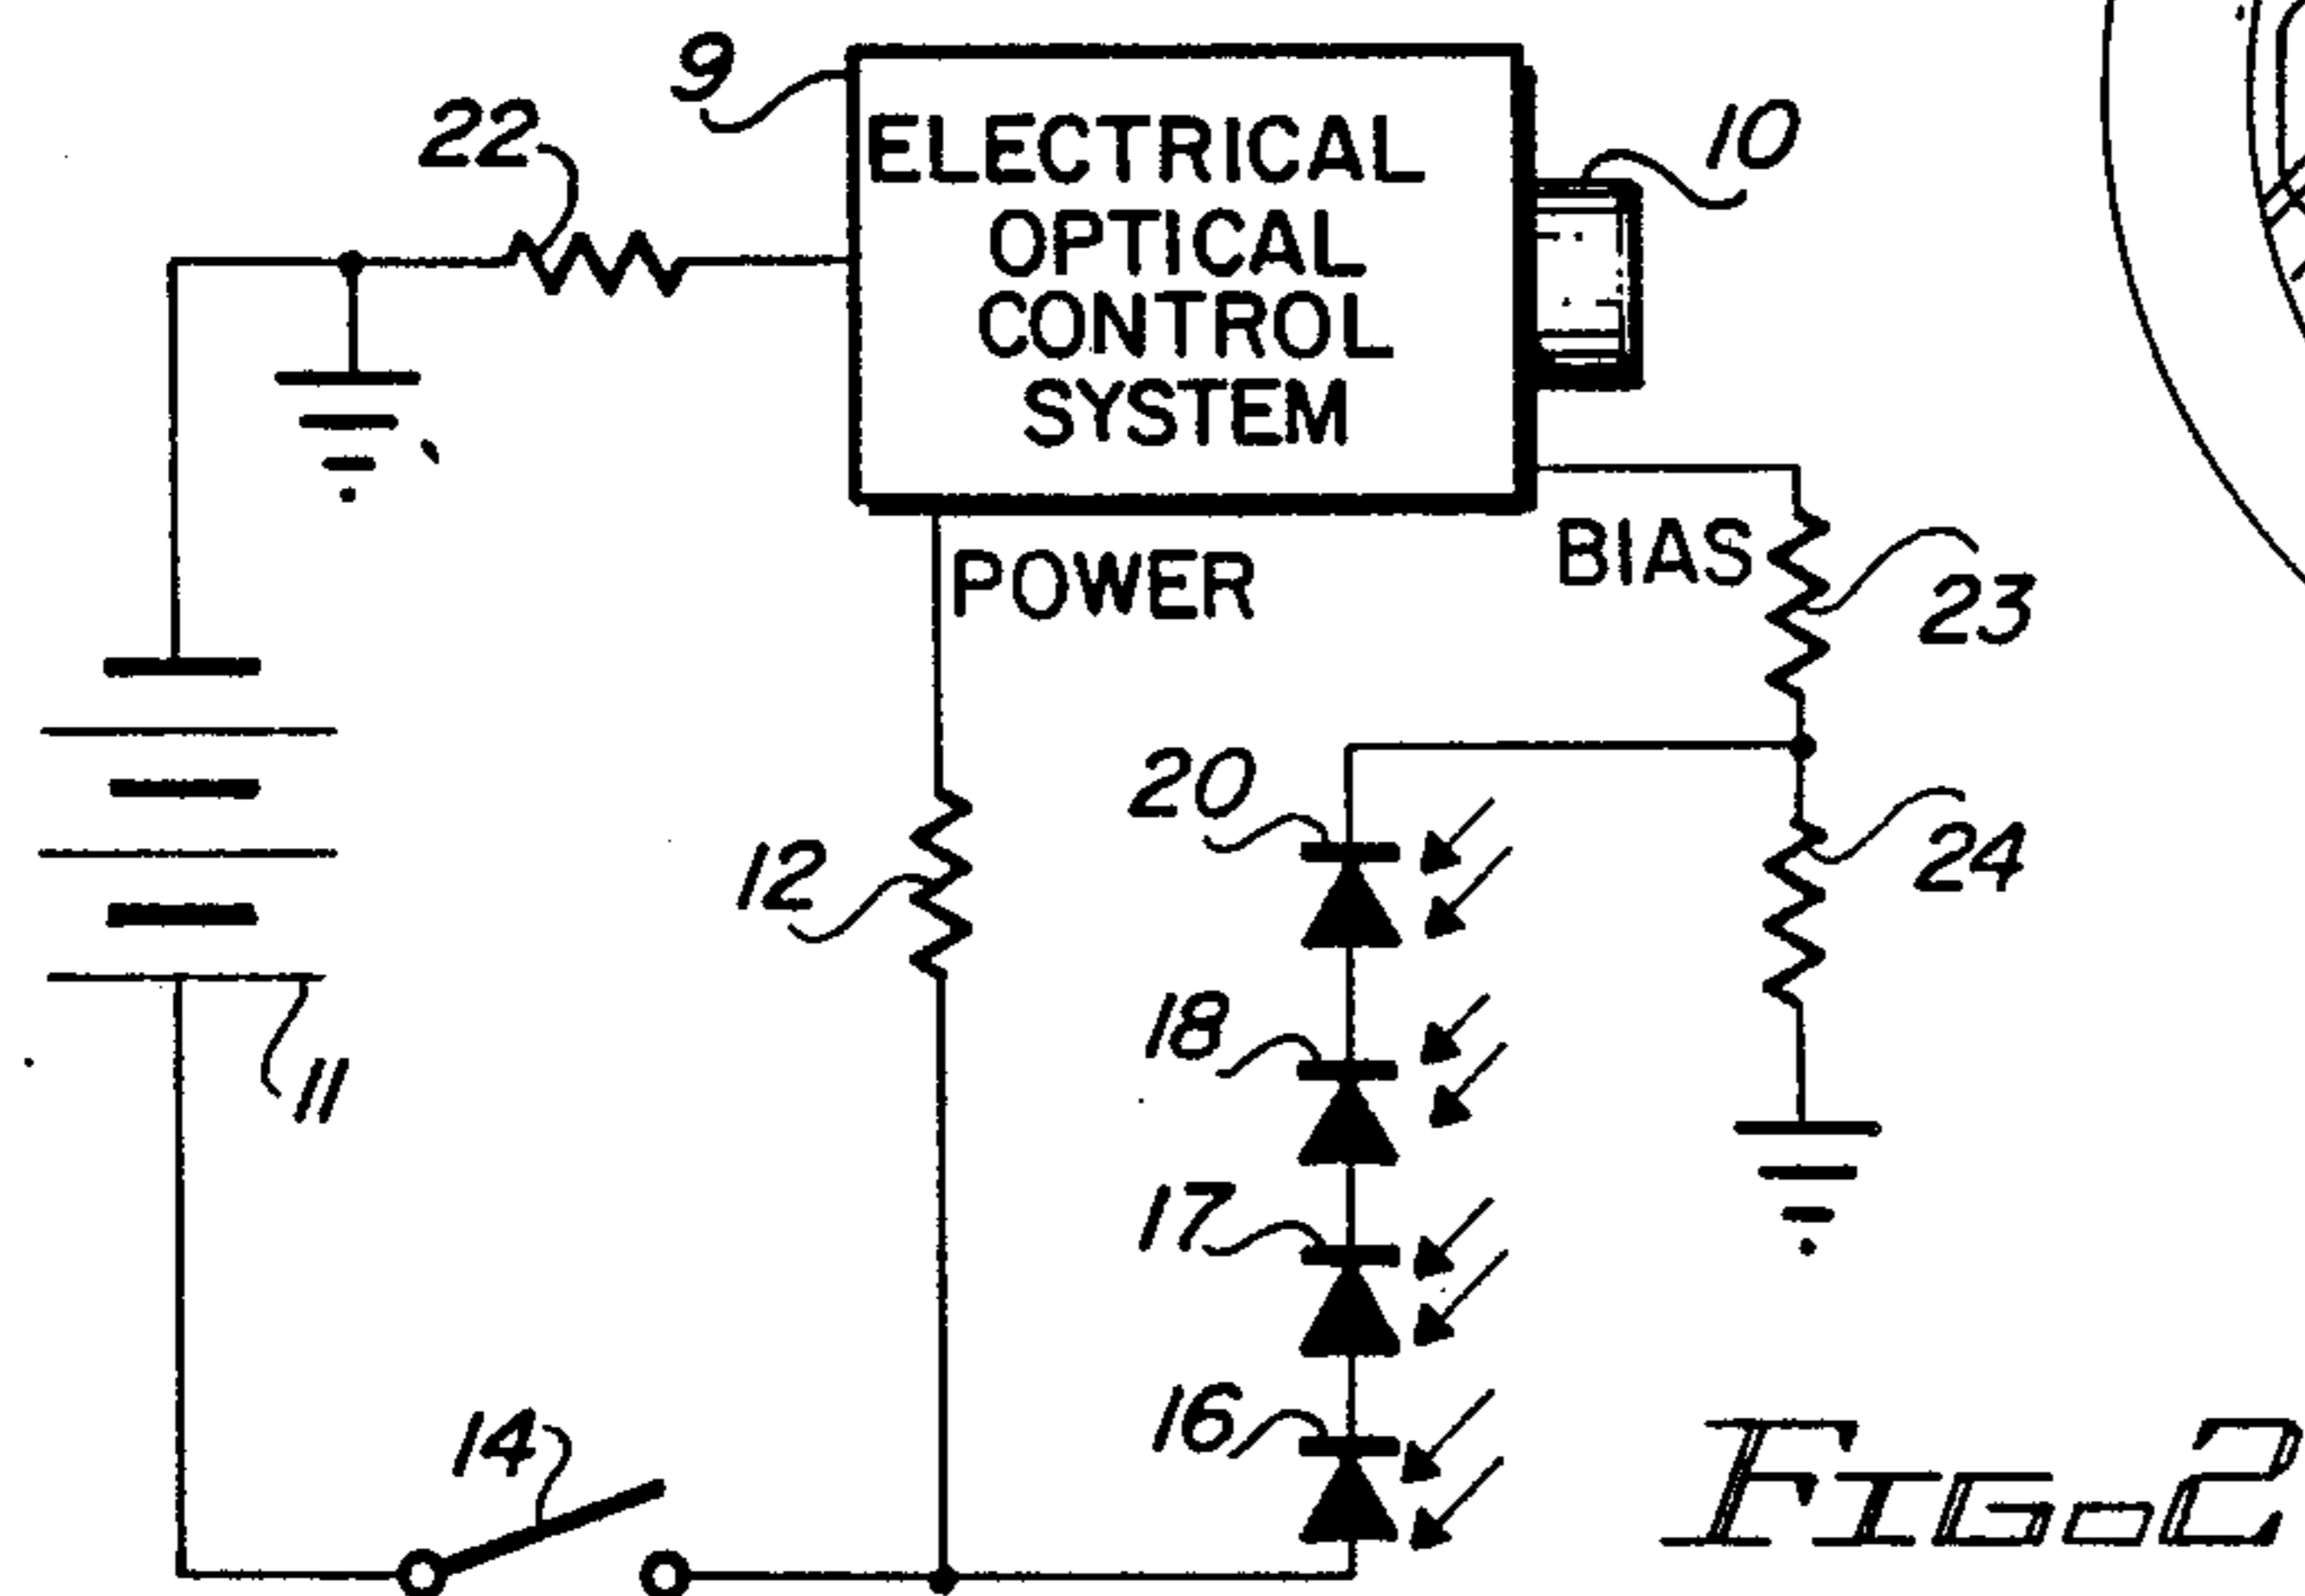 9
22
10
ELECTRICAL
OPTICAL
CONTROL
SYSTEM
POWER
BIAS
23
20
24
12
18
11
17
16
14
FIG. 2